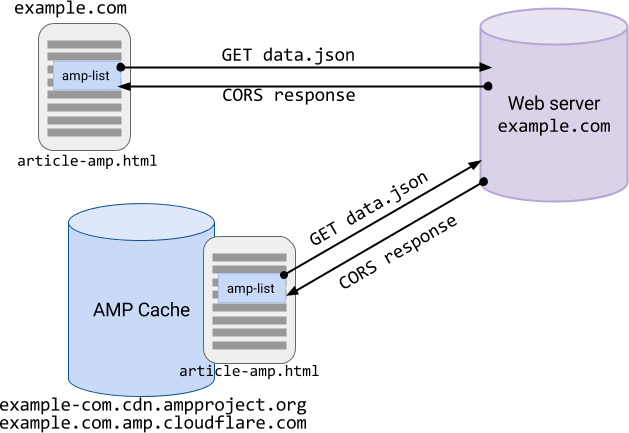 example.com
GET data.json
amp-list
CORS response
Web server
example.com
article-amp.html
GET data.json
CORS response
amp-list
AMP Cache
article-amp.html
example-com.cdn.ampproject.org
example.com.amp.cloudflare.com